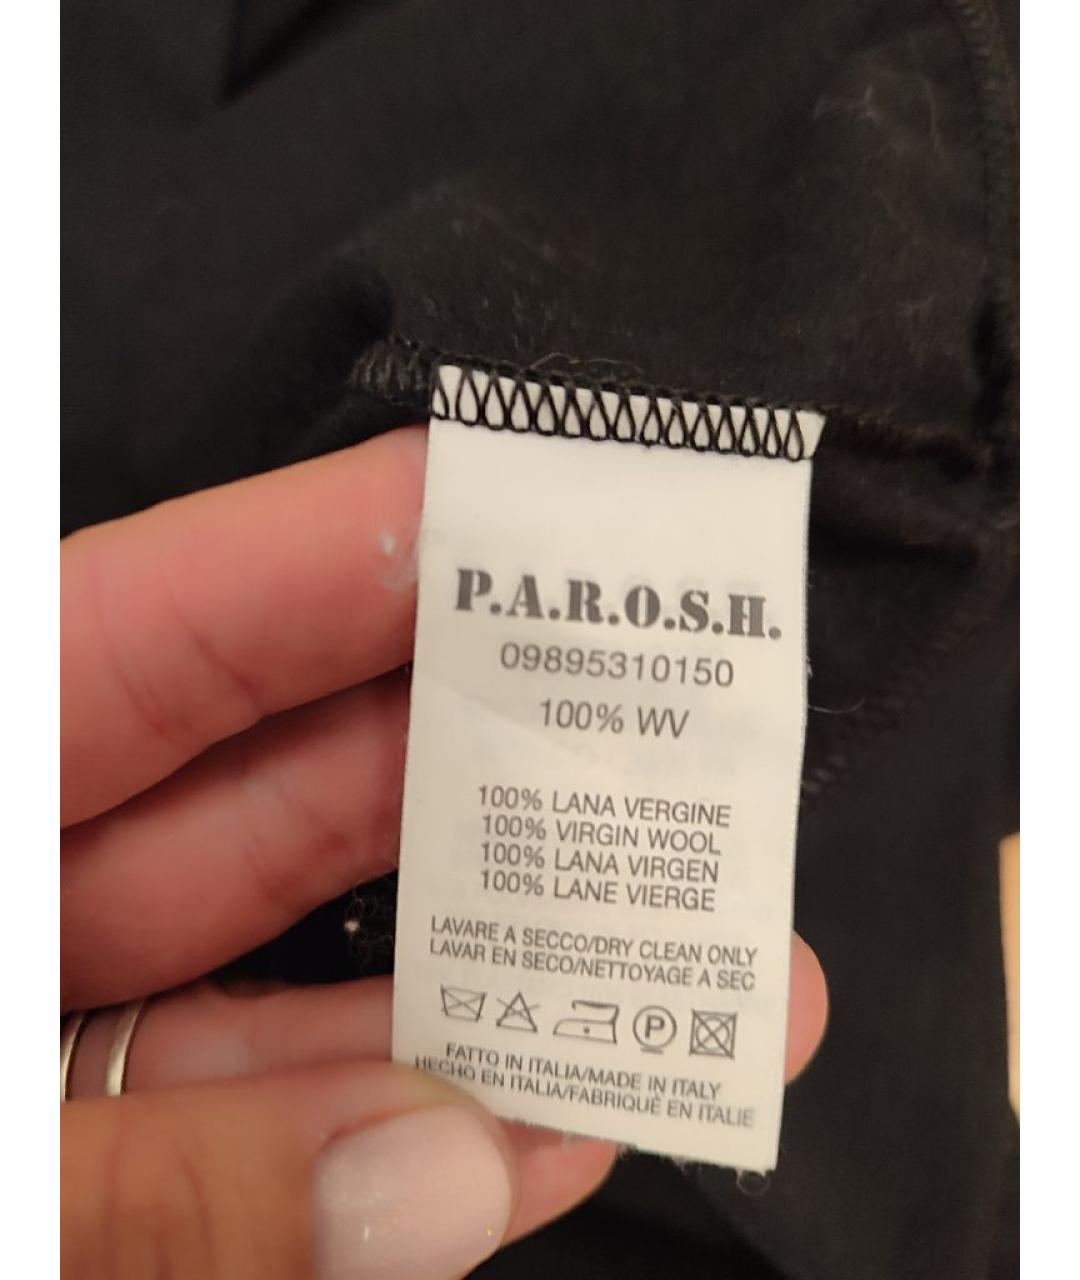 P.A.R.O.S.H.
09895310150
100% WV
100% LANA VERGINE
100% VIRGIN WOOL
100% LANA VIRGEN
100% LANE VIERGE
LAVARE A SECCO/DRY CLEAN ONLY
LAVAR EN SECO/NETTOYAGE A SEC
P
FATTO IN ITALIA/MADE IN ITALY
HECHO EN ITALIA/FABRIQUÉ EN ITALIE